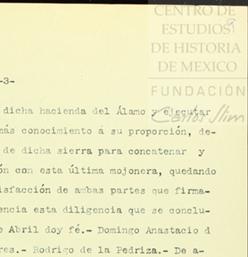 CENTRO DE
ESTUDIOS
DE HISTORIA
DE MEXICO
FUNDACIÓN
Carlos Slim
-3-
dicha hacienda del Álamo y ejecutar
más conocimiento á su proporción, de-
de dicha sierra para concatenar y
ón con esta última mojonera, quedando
isfacción de ambas partes que firma-
encia esta diligencia que se conclu-
e Abril doy fé.- Domingo Anastacio d
res.- Rodrigo de la Pedriza.- De a-